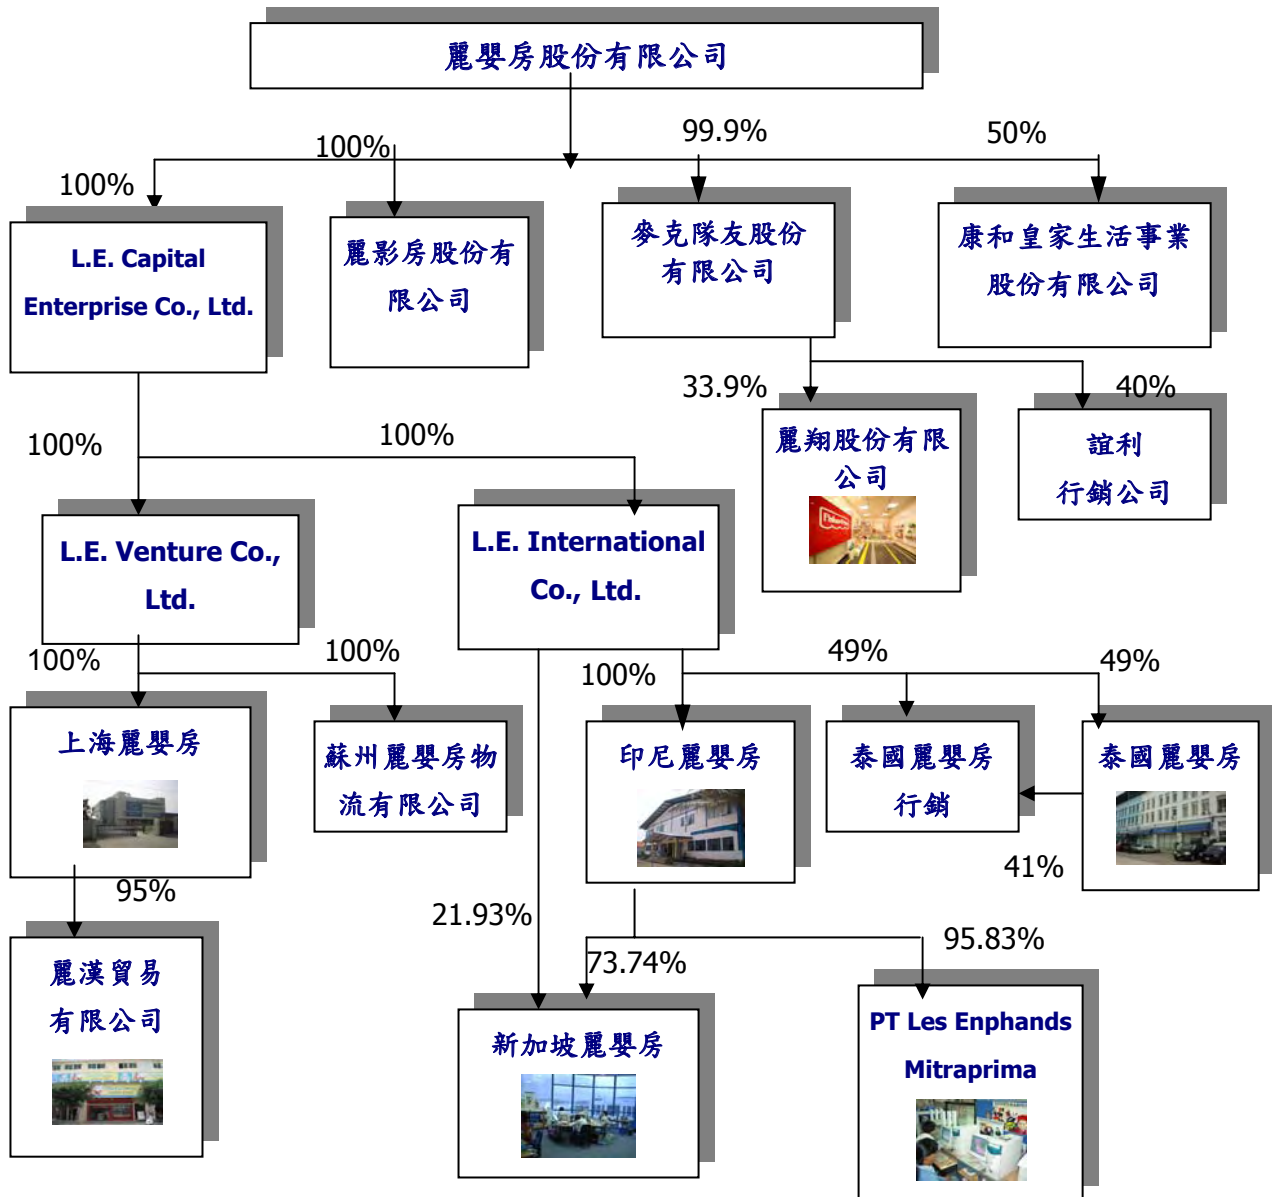 麗嬰房股份有限公司
100%
100%
99.9%
50%
L.E. Capital
Enterprise Co., Ltd.
麗影房股份有
限公司
麥克隊友股份
有限公司
康和皇家生活事業
股份有限公司
33.9%
40%
麗翔股份有限
公司
誼利
行銷公司
100%
100%
L.E. Venture Co.,
Ltd.
L.E. International
Co., Ltd.
100%
100%
100%
49%
49%
上海麗嬰房
蘇州麗嬰房物
流有限公司
印尼麗嬰房
泰國麗嬰房
行銷
泰國麗嬰房
41%
95%
21.93%
73.74%
95.83%
麗漢貿易
有限公司
新加坡麗嬰房
PT Les Enphands
Mitraprima